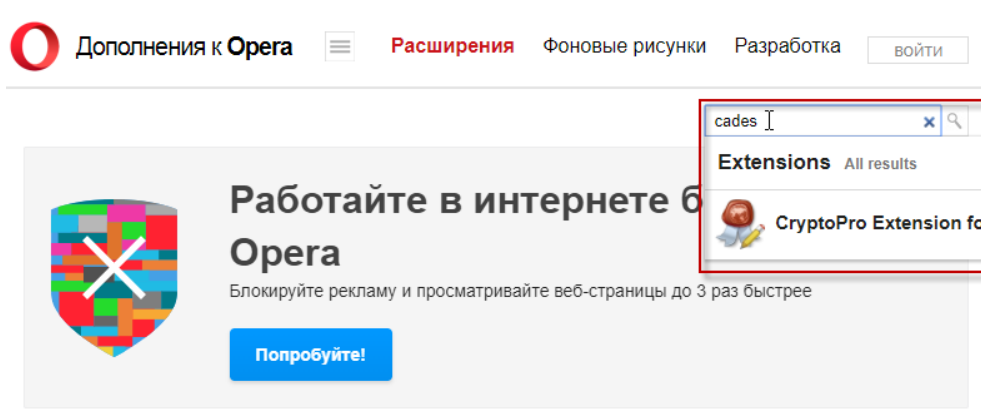 Дополнения к Opera
Расширения
Фоновые рисунки
Разработка
войти
cades
Extensions All results
CryptoPro Extension fo
Работайте в интернете б
Opera
Блокируйте рекламу и просматривайте веб-страницы до 3 раз быстрее
Попробуйте!